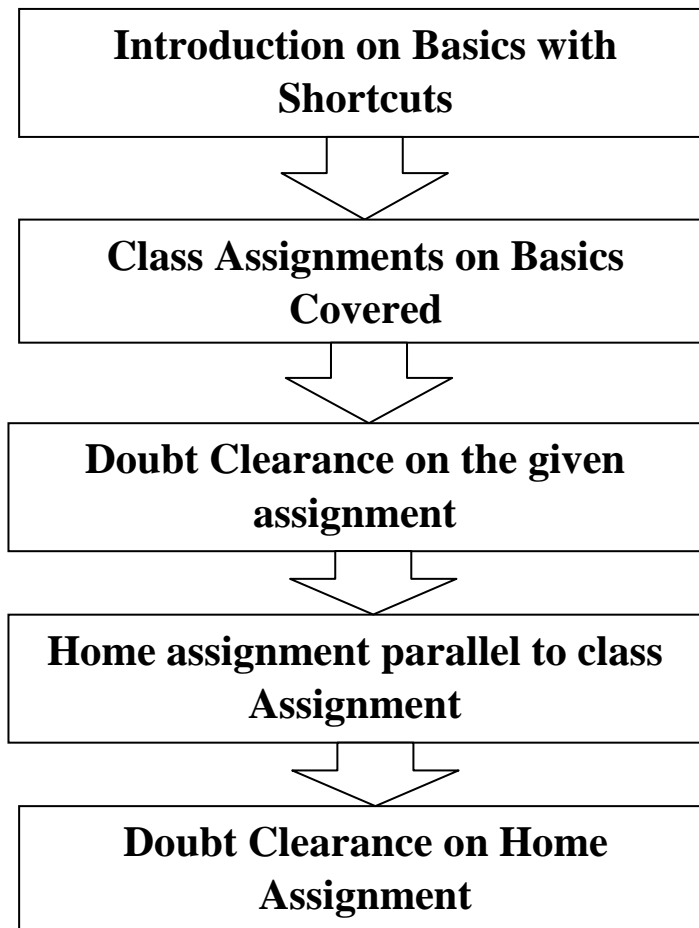 Introduction on Basics with
Shortcuts
Class Assignments on Basics
Covered
Doubt Clearance on the given
assignment
Home assignment parallel to class
Assignment
Doubt Clearance on Home
Assignment